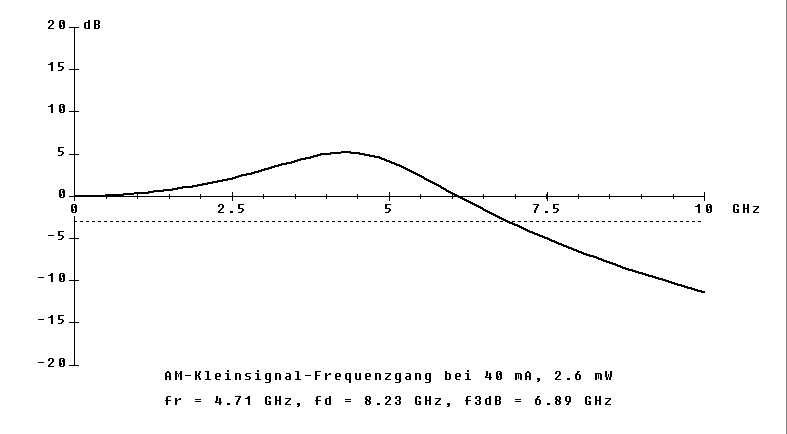 20 dB
15
10
5
0
0 2.5 5 7.5 10 GHz
-5
-10
-15
-20
AM-Kleinsignal-Frequenzgang bei 40 mA, 2.6 mW
fr = 4.71 GHz, fd = 8.23 GHz, f3dB = 6.89 GHz